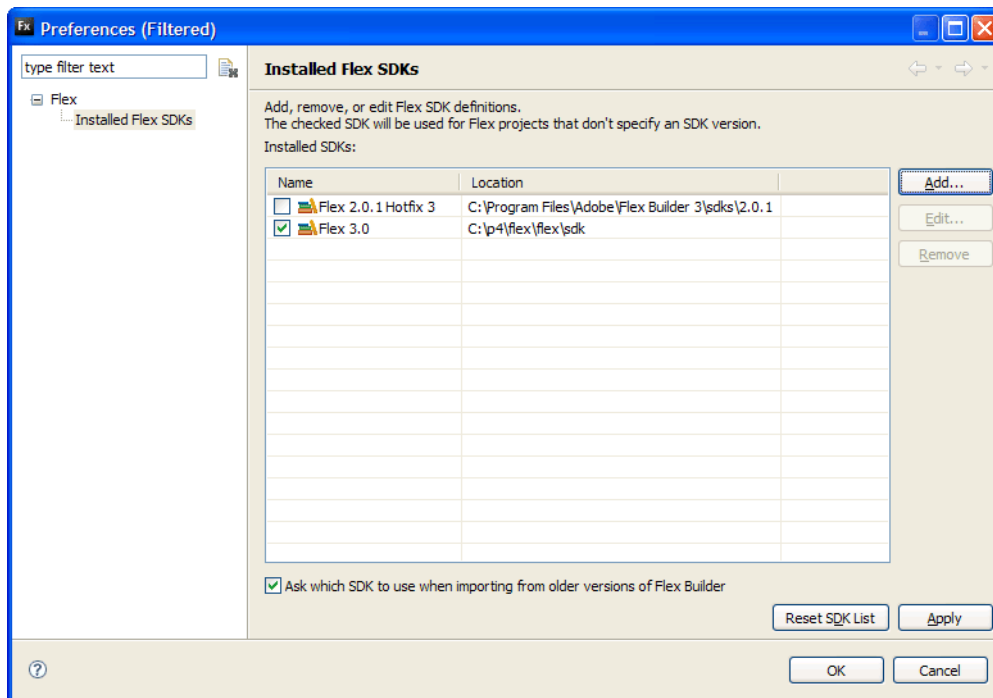 Fx Preferences (Filtered)
type filter text
Flex
Installed Flex SDKs
Installed Flex SDKs
Add, remove, or edit Flex SDK definitions.
The checked SDK will be used for Flex projects that don't specify an SDK version.
Installed SDKs:
Name Location
Flex 2.0.1 Hotfix 3 C:\Program Files\Adobe\Flex Builder 3\sdks\2.0.1
Flex 3.0 C:\p4\flex\flex\sdk
Add...
Edit...
Remove
Ask which SDK to use when importing from older versions of Flex Builder
Reset SDK List Apply
? OK Cancel